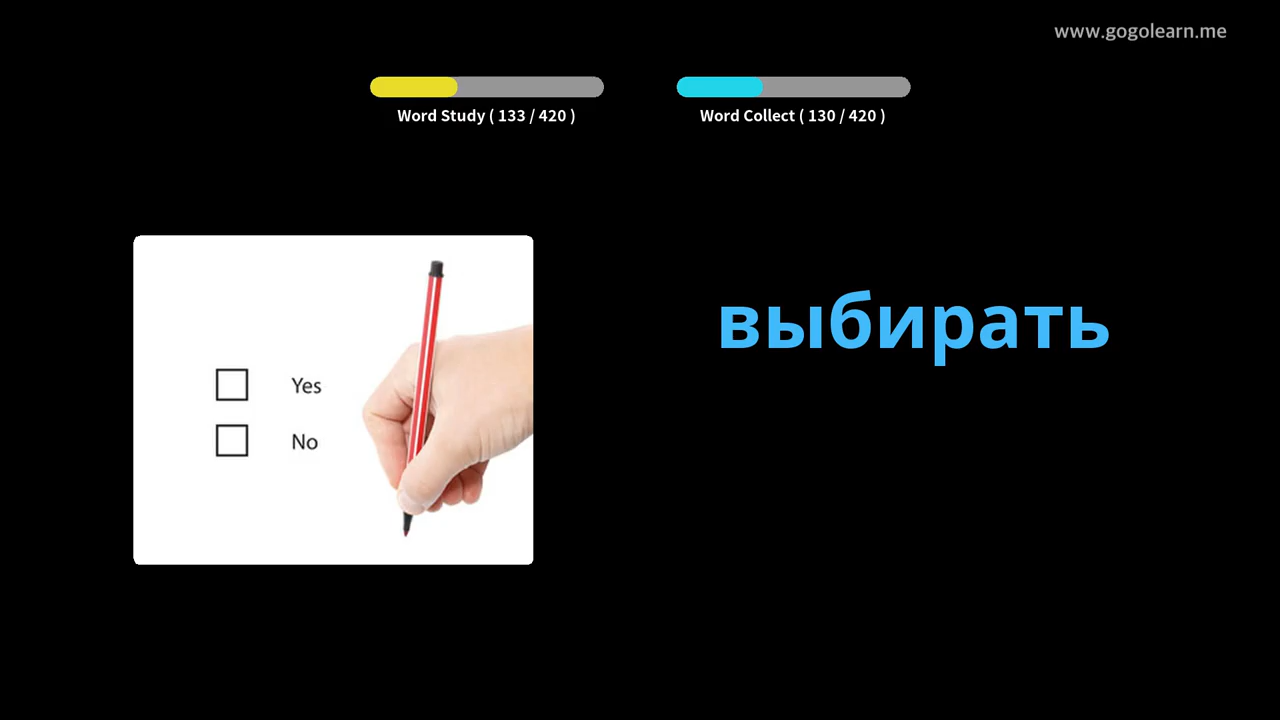 www.gogolearn.me
Word Study ( 133 / 420 )
Word Collect ( 130 / 420 )
выбирать
Yes
No